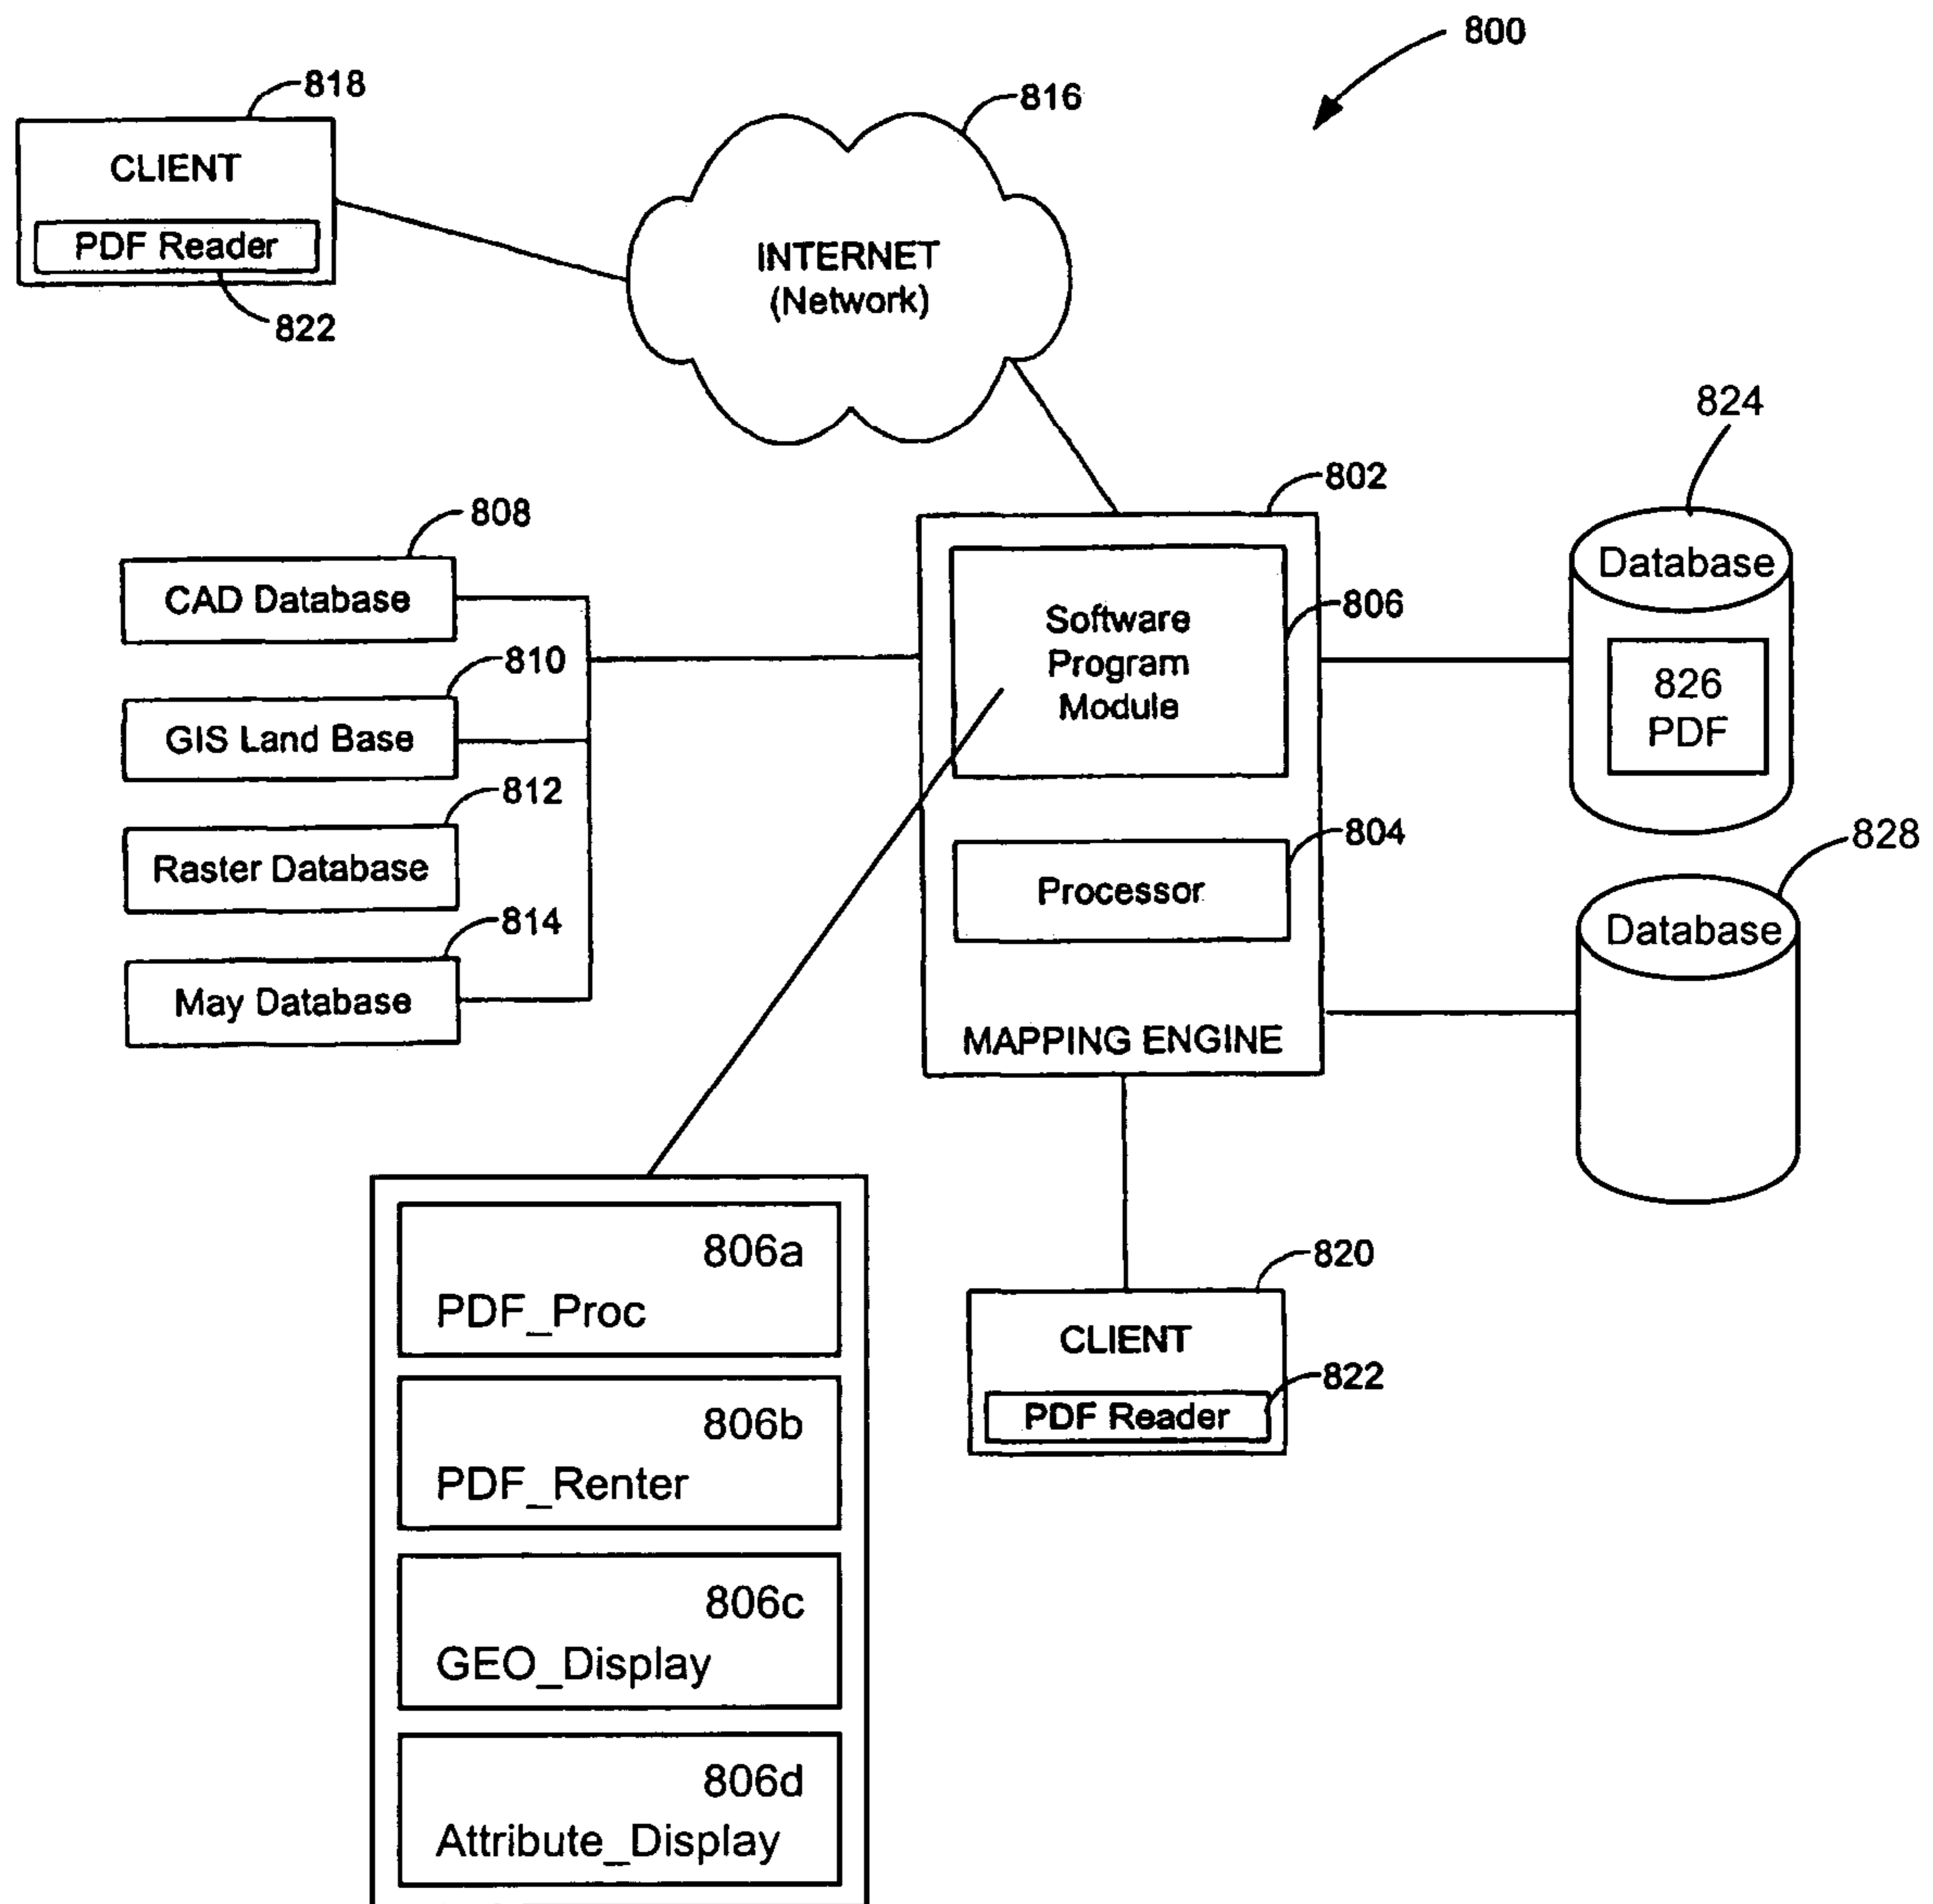 800
818
CLIENT
PDF Reader
822
816
INTERNET
(Network)
824
Database
826
PDF
828
Database
802
Software
Program
Module
806
Processor
804
MAPPING ENGINE
808
CAD Database
810
GIS Land Base
812
Raster Database
814
May Database
820
CLIENT
PDF Reader
822
806a
PDF_Proc
806b
PDF_Renter
806c
GEO_Display
806d
Attribute_Display